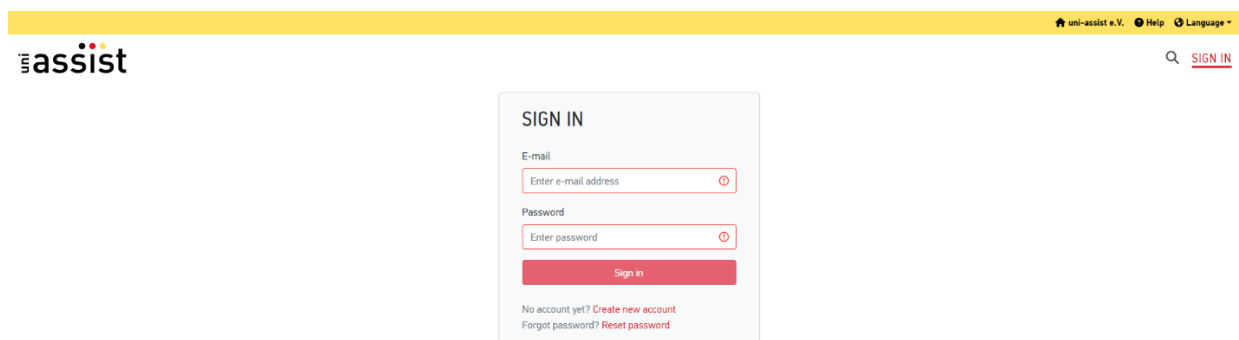 uni-assist e.V. Help Language
uni assist
SIGN IN
SIGN IN
E-mail
Enter e-mail address
Password
Enter password
Sign in
No account yet? Create new account
Forgot password? Reset password